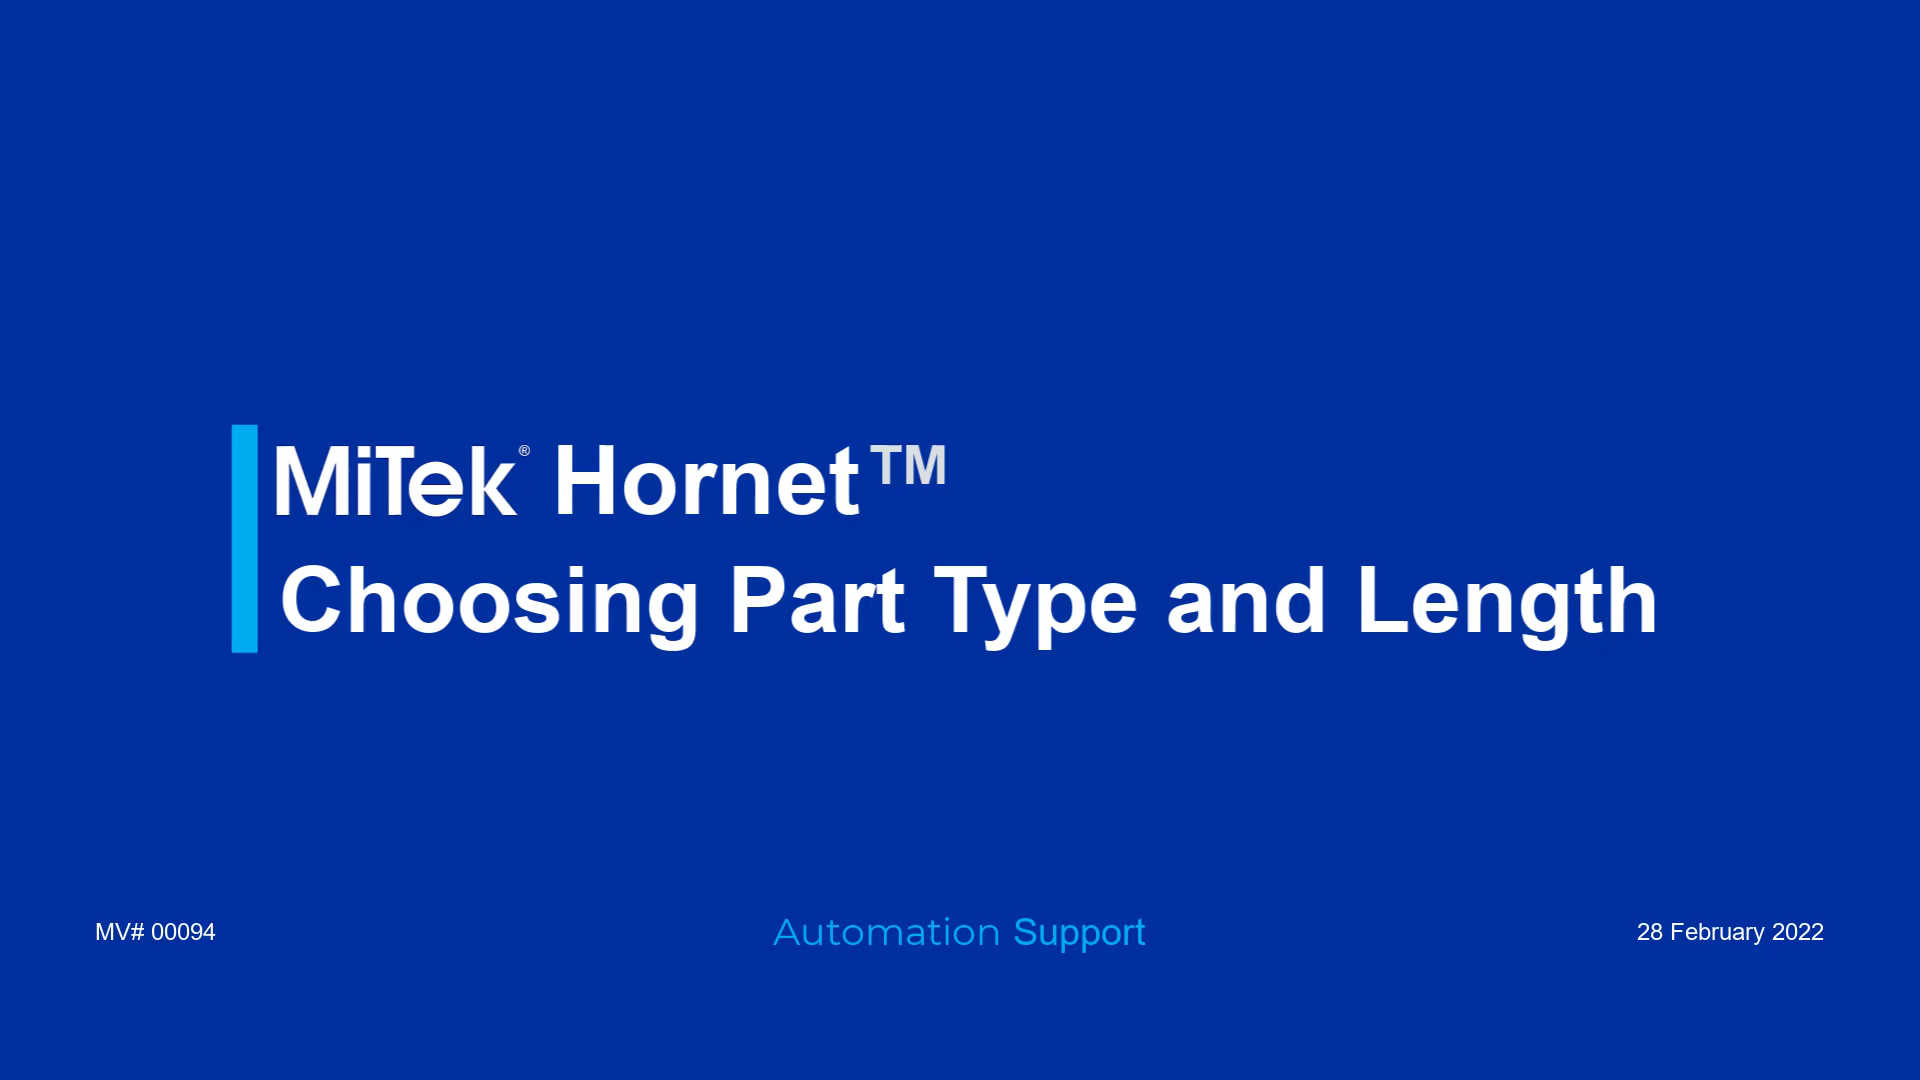 MiTek® Hornet™
Choosing Part Type and Length
MV# 00094
Automation Support
28 February 2022